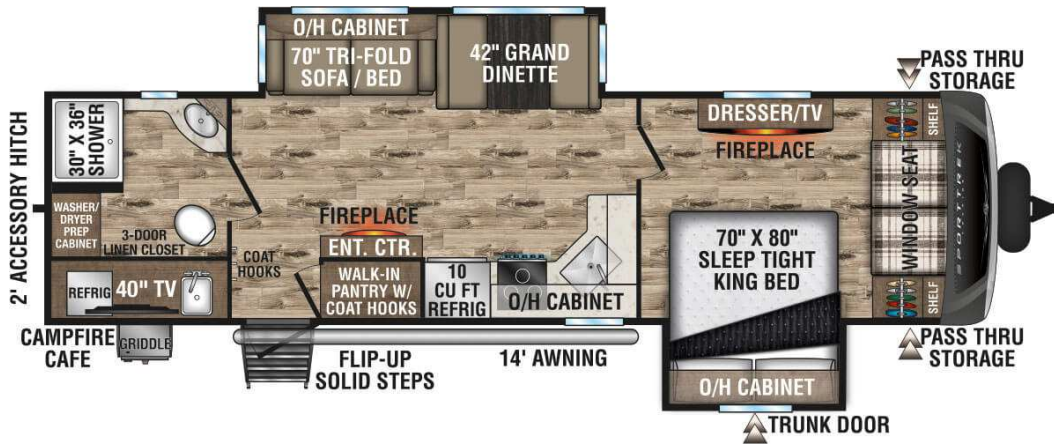 O/H CABINET
70" TRI-FOLD
SOFA / BED
42" GRAND
DINETTE
PASS THRU
STORAGE
2' ACCESSORY HITCH
30" X 36"
SHOWER
DRESSER/TV
FIREPLACE
SHELF
WINDOW SEAT
SPORTTREK
WASHER/
DRYER
PREP
CABINET
3-DOOR
LINEN CLOSET
COAT
HOOKS
FIREPLACE
ENT. CTR.
WALK-IN
PANTRY W/
COAT HOOKS
10
CU FT
REFRIG
O/H CABINET
70" X 80"
SLEEP TIGHT
KING BED
SHELF
REFRIG
40" TV
CAMPFIRE
CAFE
GRIDDLE
FLIP-UP
SOLID STEPS
14' AWNING
PASS THRU
STORAGE
O/H CABINET
TRUNK DOOR